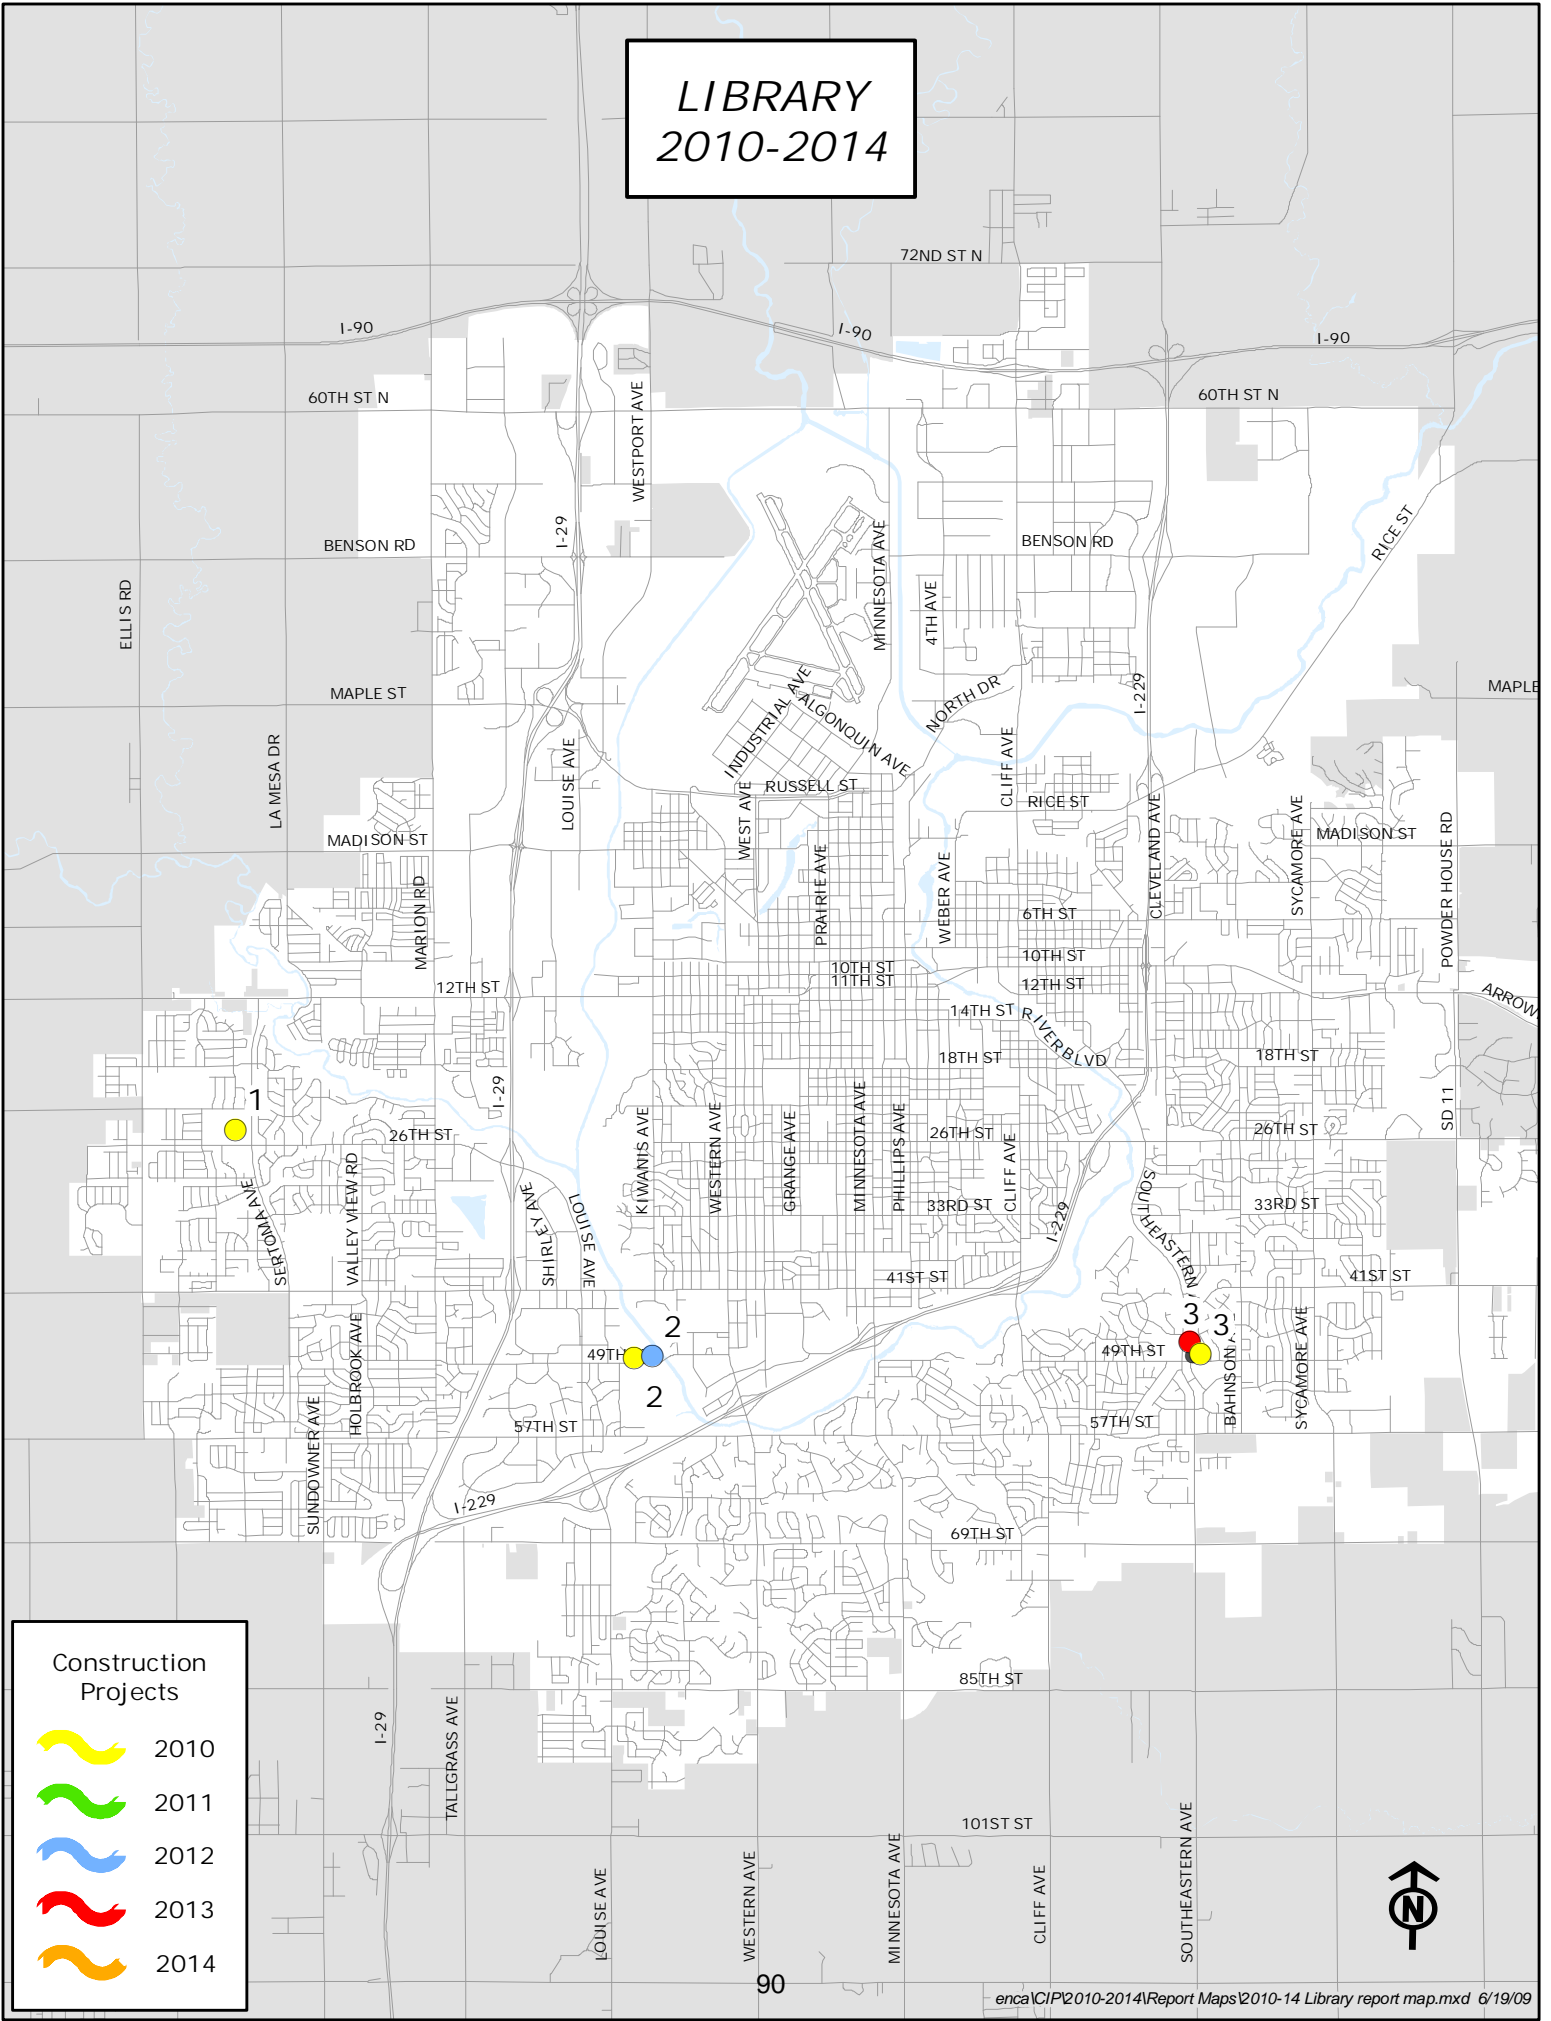 LIBRARY
2010-2014
72ND ST N
I-90
I-90
I-90
60TH ST N
60TH ST N
WESTPORT AVE
I-29
BENSON RD
BENSON RD
MINNESOTA AVE
RICE ST
ELLIS RD
4TH AVE
MAPLE ST
INDUSTRIAL AVE
ALGONQUIN AVE
NORTH DR
I-229
MAPLE
LA MESA DR
LOUISE AVE
RUSSELL ST
CLIFF AVE
RICE ST
MADISON ST
WEST AVE
PRAIRIE AVE
WEBER AVE
CLEVELAND AVE
SYCAMORE AVE
MADISON ST
POWDER HOUSE RD
MARION RD
6TH ST
10TH ST
10TH ST
11TH ST
12TH ST
12TH ST
ARROW
14TH ST
RIVER BLVD
18TH ST
18TH ST
I-29
1
SD 11
26TH ST
KIWANIS AVE
WESTERN AVE
GRANGE AVE
MINNESOTA AVE
PHILLIPS AVE
26TH ST
CLIFF AVE
26TH ST
SERTOMA AVE
VALLEY VIEW RD
SHIRLEY AVE
LOUISE AVE
33RD ST
I-229
SOUTHEASTERN
33RD ST
41ST ST
41ST ST
HOLBROOK AVE
2
3
3
49TH
49TH ST
BAHNSON A
SYCAMORE AVE
2
57TH ST
57TH ST
SUNDOWNER AVE
I-229
69TH ST
Construction
Projects
2010
2011
2012
2013
2014
85TH ST
I-29
TALLGRASS AVE
101ST ST
LOUISE AVE
WESTERN AVE
MINNESOTA AVE
CLIFF AVE
SOUTHEASTERN AVE
N
90
enca\CIP\2010-2014\Report Maps\2010-14 Library report map.mxd 6/19/09